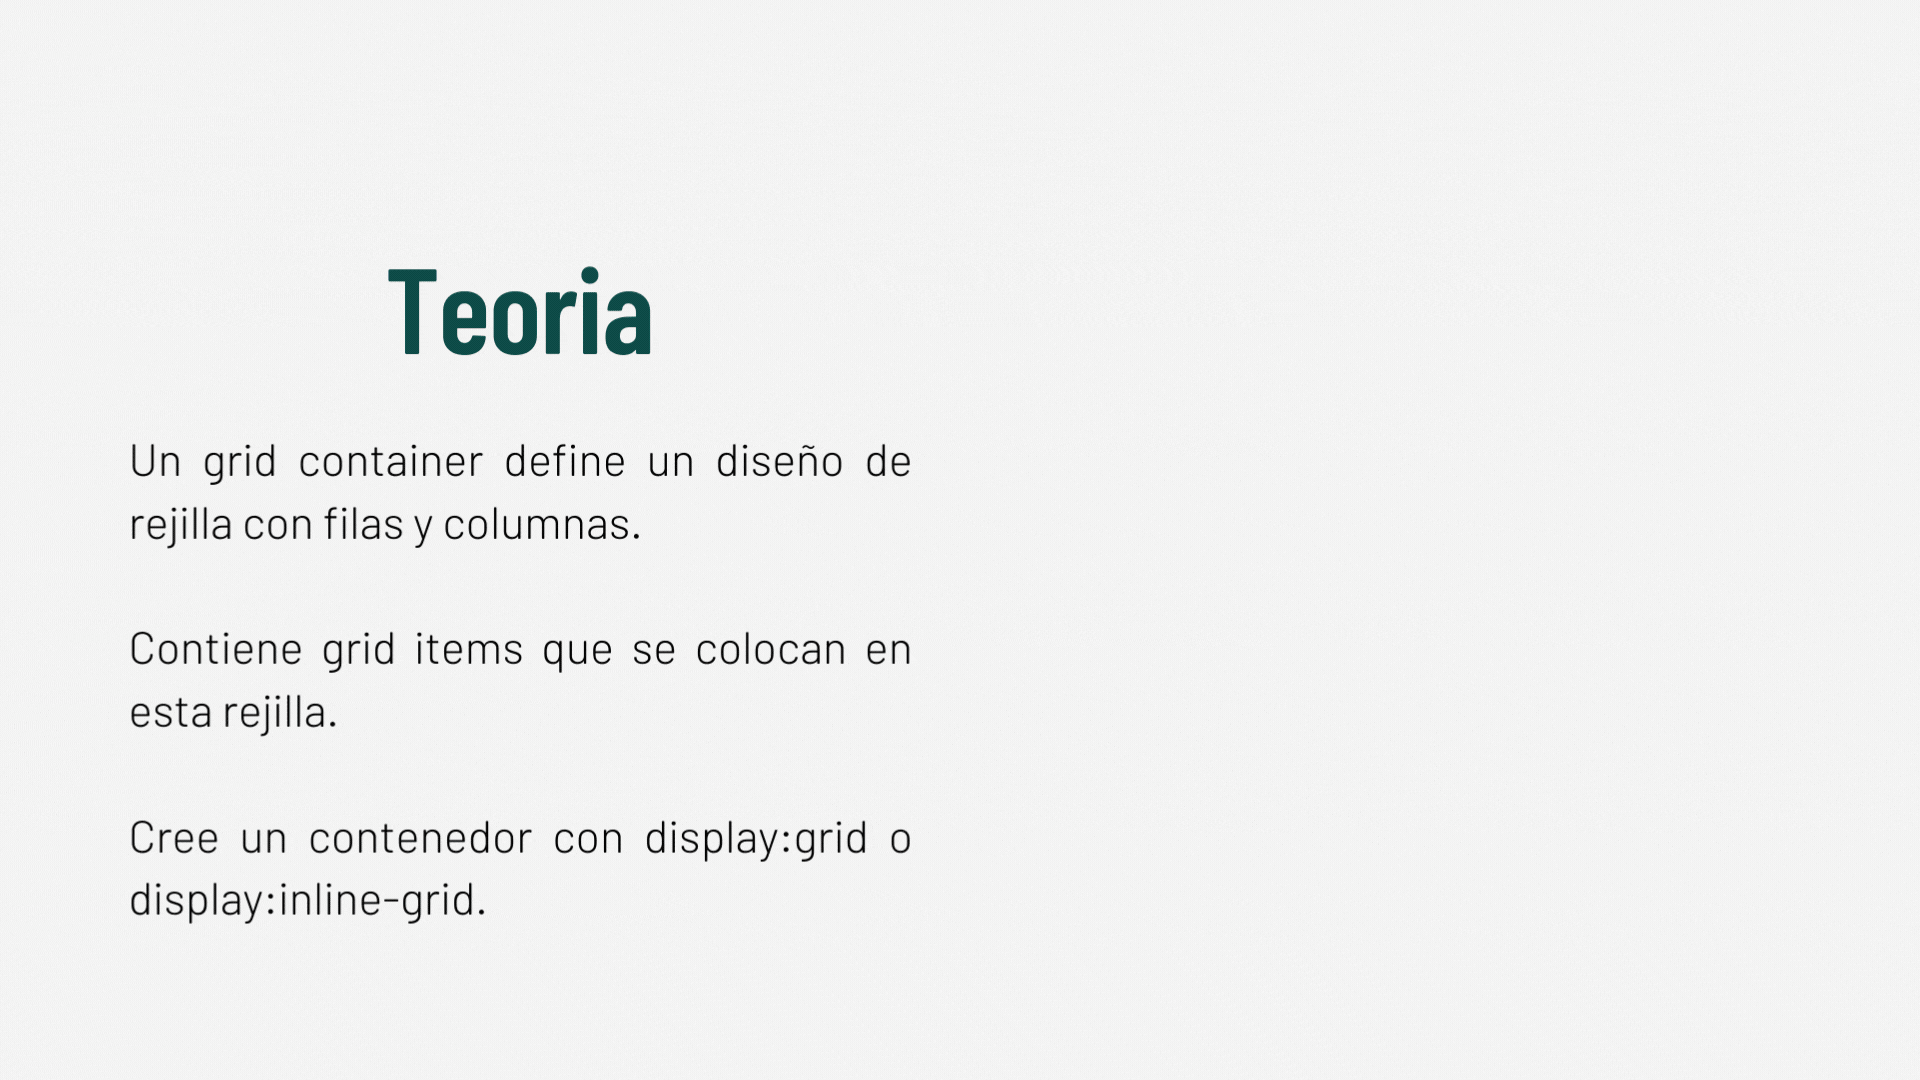 Teoria
Un grid container define un diseño de
rejilla con filas y columnas.
Contiene grid items que se colocan en
esta rejilla.
Cree un contenedor con display:grid o
display:inline-grid.